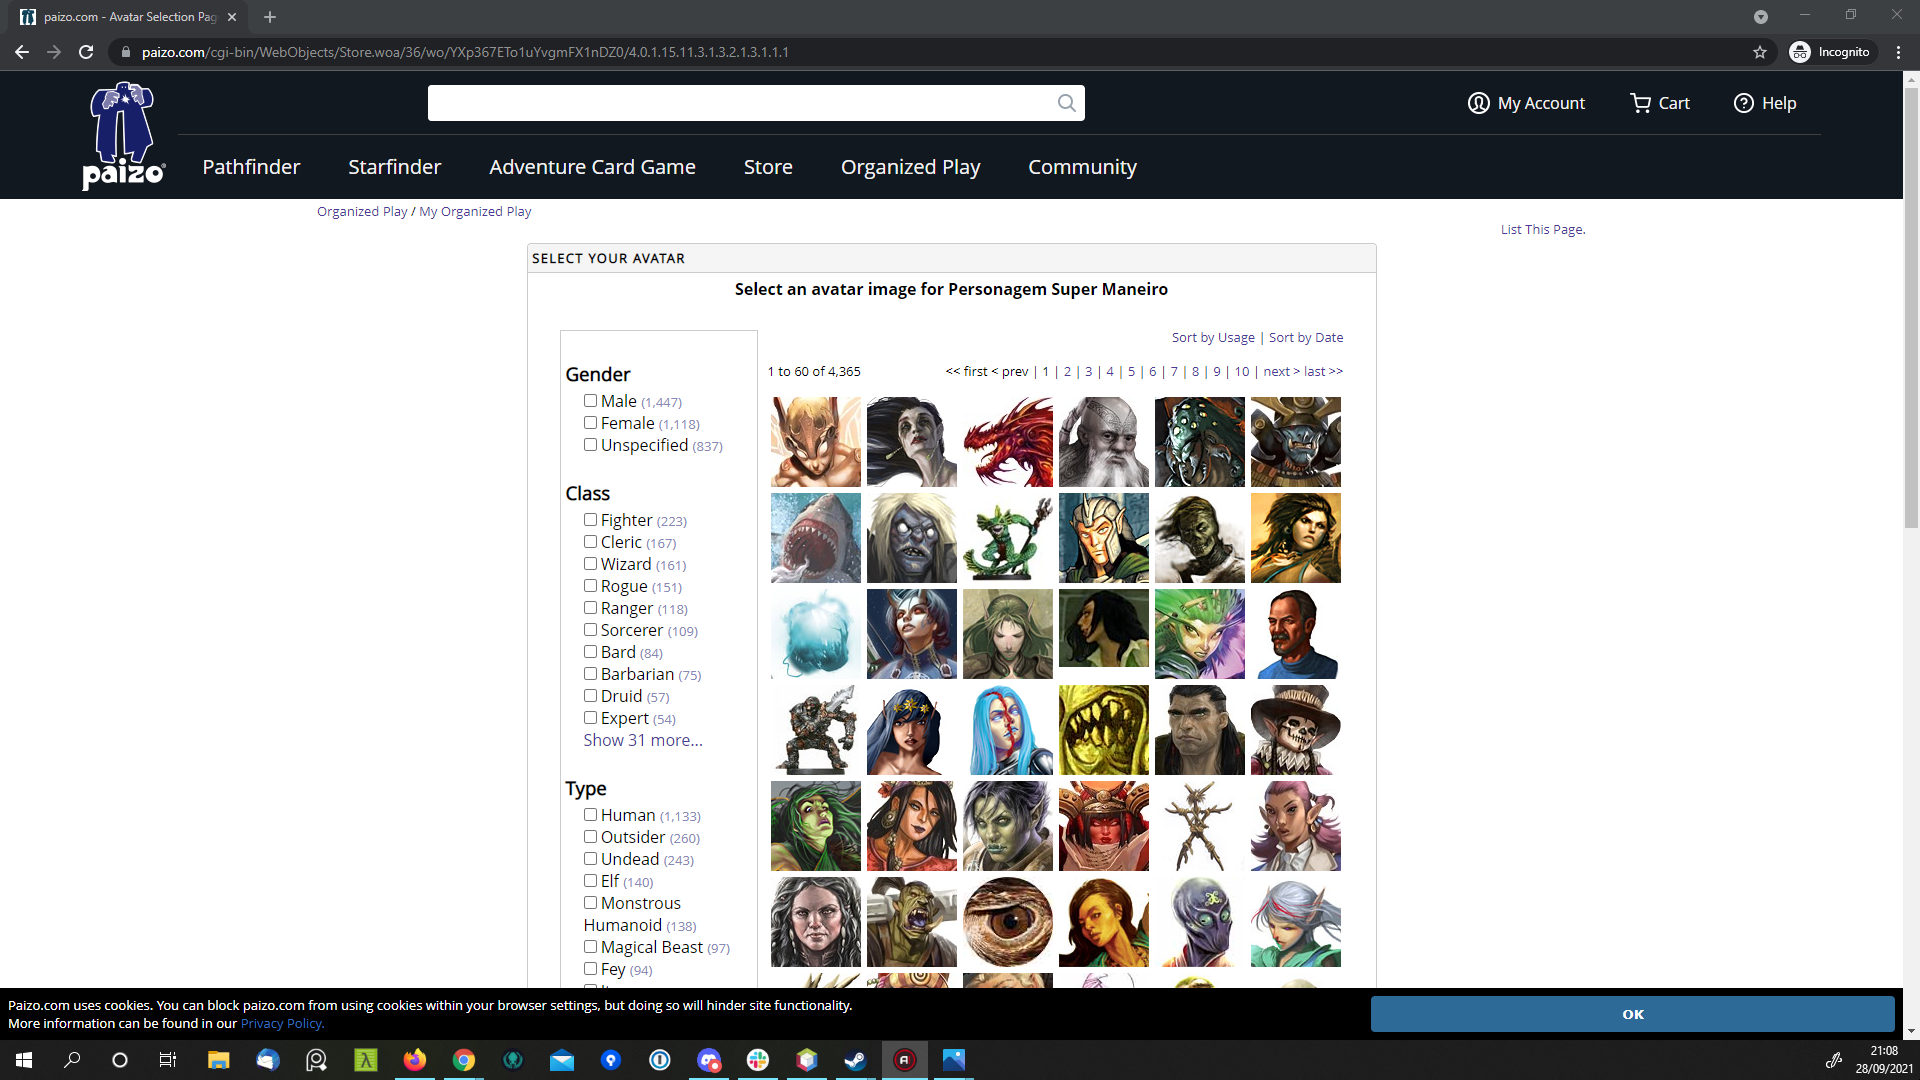 paizo.com - Avatar Selection Pag
paizo.com/cgi-bin/WebObjects/Store.woa/36/wo/YXp367ETo1uYvgmFX1nDZ0/4.0.1.15.11.3.1.3.2.1.3.1.1.1
Incognito
paizo
My Account
Cart
Help
Pathfinder
Starfinder
Adventure Card Game
Store
Organized Play
Community
Organized Play / My Organized Play
List This Page.
SELECT YOUR AVATAR
Select an avatar image for Personagem Super Maneiro
Sort by Usage | Sort by Date
1 to 60 of 4,365
<< first < prev | 1 | 2 | 3 | 4 | 5 | 6 | 7 | 8 | 9 | 10 | next > last >>
Gender
Male (1,447)
Female (1,118)
Unspecified (837)
Class
Fighter (223)
Cleric (167)
Wizard (161)
Rogue (151)
Ranger (118)
Sorcerer (109)
Bard (84)
Barbarian (75)
Druid (57)
Expert (54)
Show 31 more...
Type
Human (1,133)
Outsider (260)
Undead (243)
Elf (140)
Monstrous
Humanoid (138)
Magical Beast (97)
Fey (94)
Paizo.com uses cookies. You can block paizo.com from using cookies within your browser settings, but doing so will hinder site functionality.
More information can be found in our Privacy Policy.
OK
21:08
28/09/2021